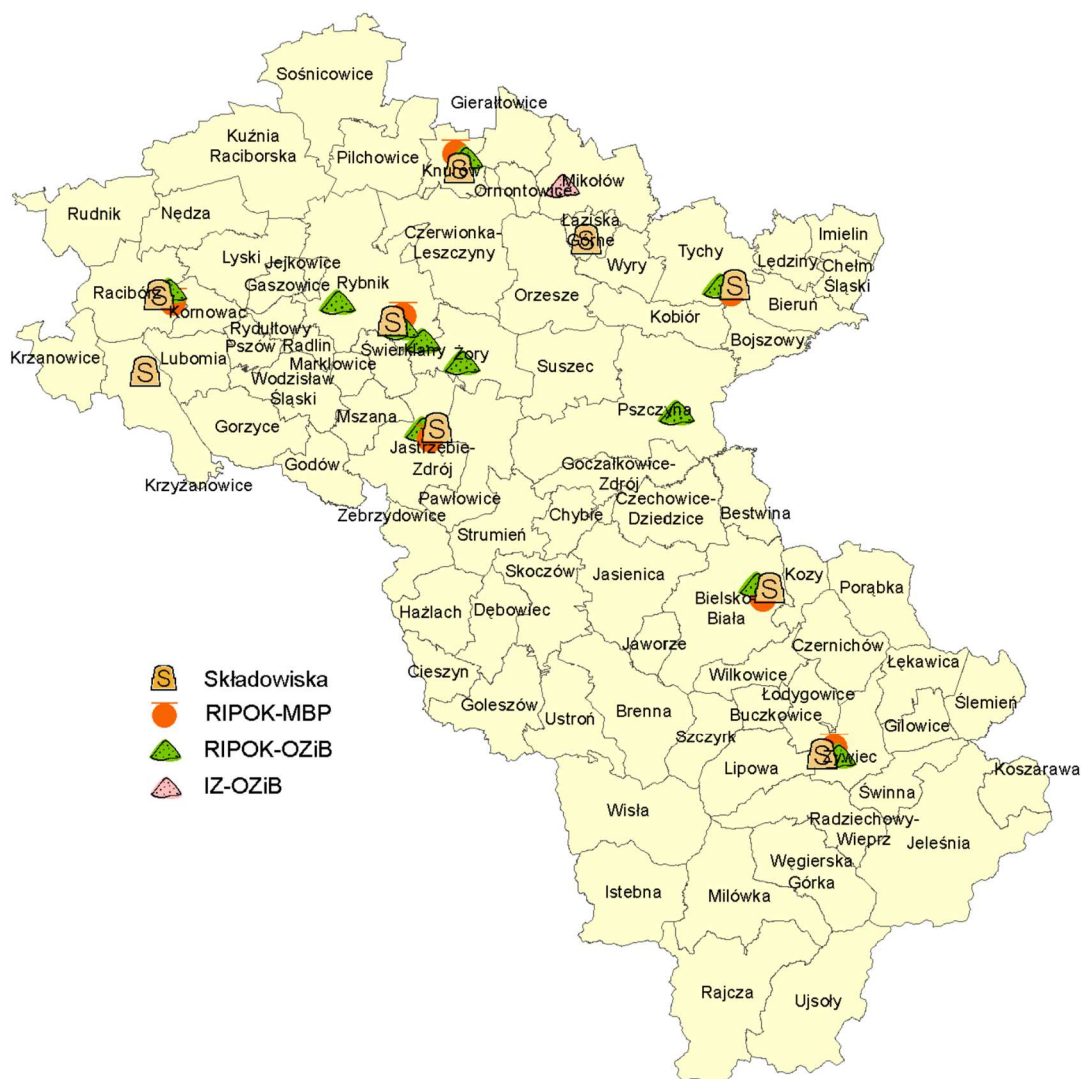 Sośnicowice
Gierałtowice
Kuźnia
Raciborska
Pilchowice
Knurów
Ornontowice
Mikołów
Rudnik
Nędza
Łaziska
Górne
Imielin
Czerwionka-
Leszczyny
Tychy
Lędziny
Chełm
Śląski
Lyski
Jejkowice
Wyry
Gaszowice
Rybnik
Racibórz
Orzesze
Bieruń
Kornowac
Kobiór
Rydułtowy
Bojszowy
Pszów
Radlin
Świerklany
Żory
Krzanowice
Lubomia
Marklowice
Suszec
Wodzisław
Śląski
Pszczyna
Mszana
Gorzyce
Jastrzębie-
Zdrój
Godów
Goczałkowice-
Zdrój
Krzyżanowice
Pawłowice
Czechowice-
Dziedzice
Zebrzydowice
Chybie
Bestwina
Strumień
Skoczów
Jasienica
Kozy
Porąbka
Bielsko-
Biała
Hażlach
Dębowiec
Jaworze
Czernichów
Łękawica
Cieszyn
Wilkowice
S Składowiska
Łodygowice
Ślemień
Goleszów
Ustroń
Brenna
Buczkowice
Gilowice
RIPOK-MBP
Szczyrk
RIPOK-OZiB
Żywiec
Lipowa
Koszarawa
IZ-OZiB
Świnna
Wisła
Radziechowy-
Wieprz
Jeleśnia
Węgierska
Górka
Istebna
Milówka
Rajcza
Ujsoły